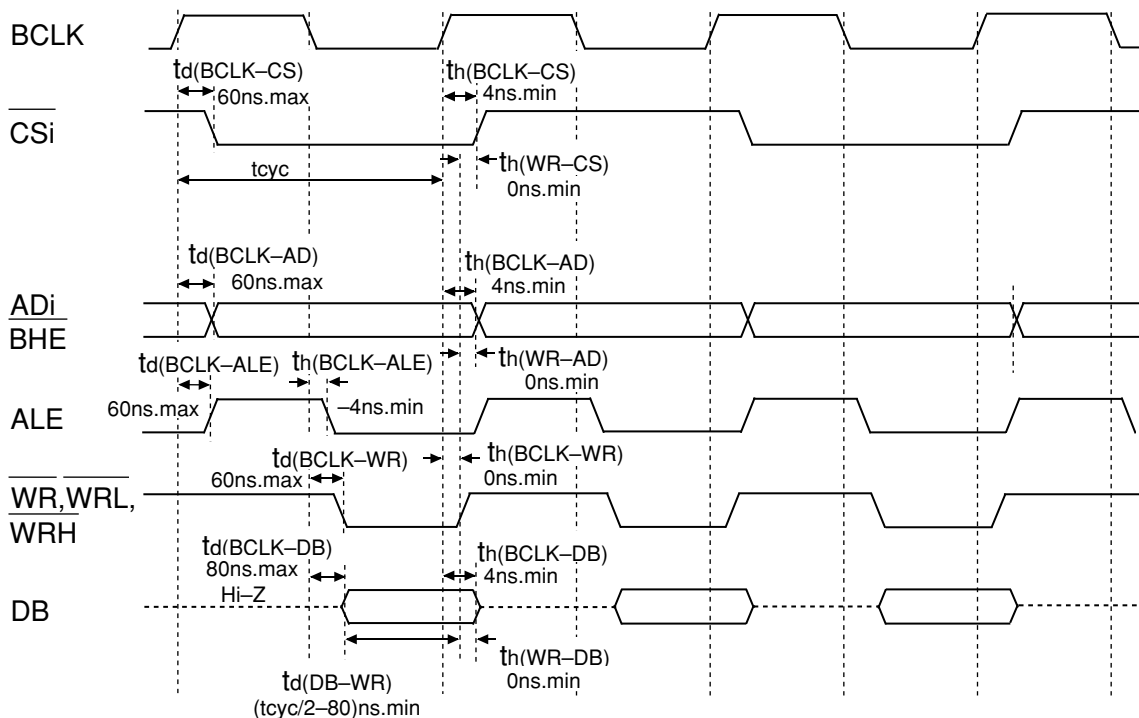 BCLK
td(BCLK–CS)
60ns.max
th(BCLK–CS)
4ns.min
CSi
tcyc
th(WR–CS)
0ns.min
td(BCLK–AD)
60ns.max
th(BCLK–AD)
4ns.min
ADi
BHE
td(BCLK–ALE)
60ns.max
th(BCLK–ALE)
–4ns.min
th(WR–AD)
0ns.min
ALE
td(BCLK–WR)
60ns.max
th(BCLK–WR)
0ns.min
WR,WRL,
WRH
td(BCLK–DB)
80ns.max
th(BCLK–DB)
4ns.min
Hi–Z
DB
th(WR–DB)
0ns.min
td(DB–WR)
(tcyc/2–80)ns.min